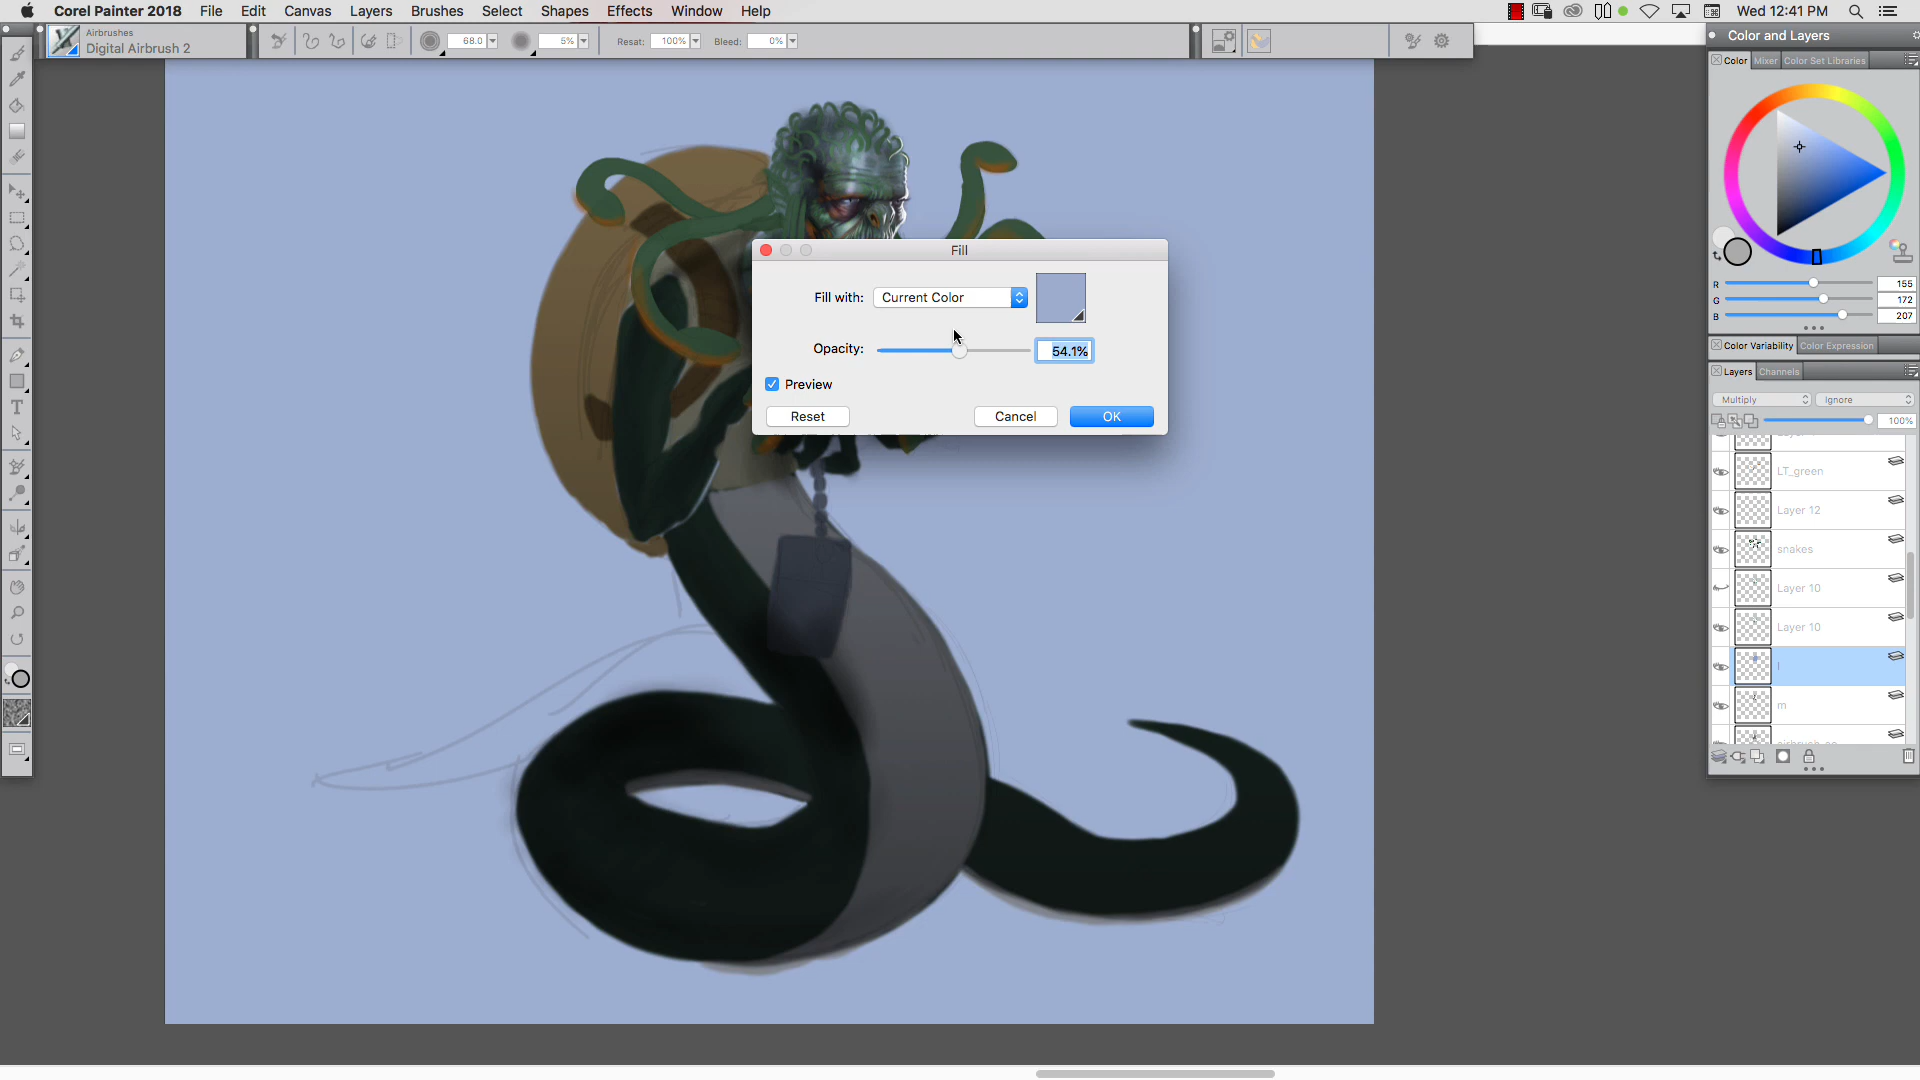 Corel Painter 2018 File Edit Canvas Layers Brushes Select Shapes Effects Window Help Wed 12:41 PM
Airbrushes
Digital Airbrush 2
68.0 5% Resat: 100% Bleed: 0%
Color and Layers
Color Mixer Color Set Libraries
R 155
G 172
B 207
Color Variability Color Expression
Layers Channels
Multiply Ignore
100%
LT_green
Layer 12
snakes
Layer 10
Layer 10
l
m
T
Fill
Fill with: Current Color
Opacity: 54.1%
Preview
Reset Cancel OK